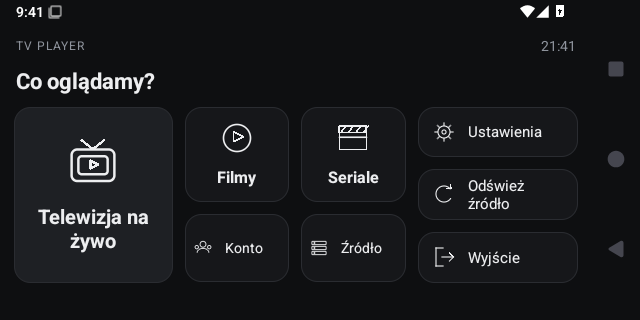 9:41
TV PLAYER
21:41
Co oglądamy?
Telewizja na
żywo
Filmy
Seriale
Konto
Źródło
Ustawienia
Odśwież
źródło
Wyjście